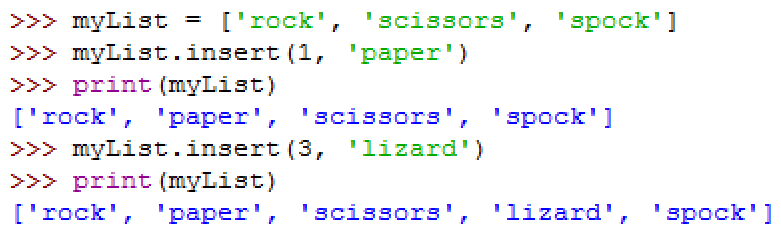 >>> myList = ['rock', 'scissors', 'spock']
>>> myList.insert(1, 'paper')
>>> print(myList)
['rock', 'paper', 'scissors', 'spock']
>>> myList.insert(3, 'lizard')
>>> print(myList)
['rock', 'paper', 'scissors', 'lizard', 'spock']